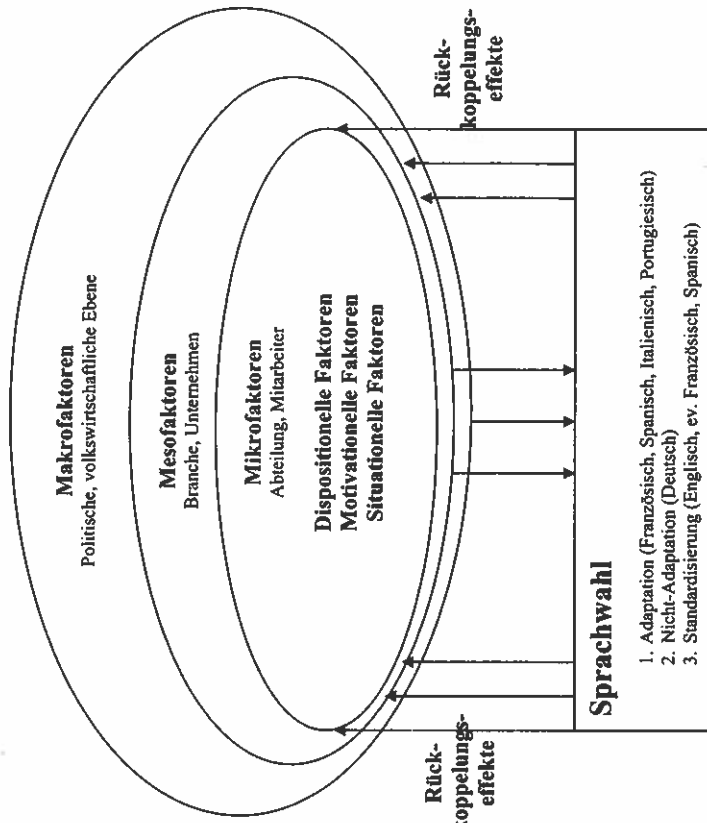 Makrofaktoren
Politische, volkswirtschaftliche Ebene
Mesofaktoren
Branche, Unternehmen
Mikrofaktoren
Abteilung, Mitarbeiter
Dispositionelle Faktoren
Motivationelle Faktoren
Situationelle Faktoren
Rück-
koppelungs-
effekte
Rück-
koppelungs-
effekte
Sprachwahl
1. Adaptation (Französisch, Spanisch, Italienisch, Portugiesisch)
2. Nicht-Adaptation (Deutsch)
3. Standardisierung (Englisch, ev. Französisch, Spanisch)